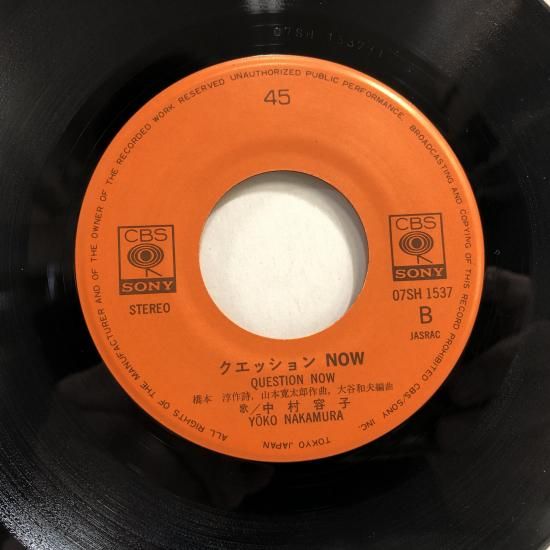 07SH 1537
ALL RIGHTS OF THE MANUFACTURER AND OF THE OWNER OF THE RECORDED WORK RESERVED UNAUTHORIZED PUBLIC PERFORMANCE, BROADCASTING AND COPYING OF THIS RECORD PROHIBITED CBS/SONY INC.
45
CBS
SONY
STEREO
CBS
SONY
07SH 1537
B
JASRAC
クエッション NOW
QUESTION NOW
橋本 淳作詩, 山本寛太郎作曲, 大谷和夫編曲
歌/中村容子
YŌKO NAKAMURA
TOKYO JAPAN